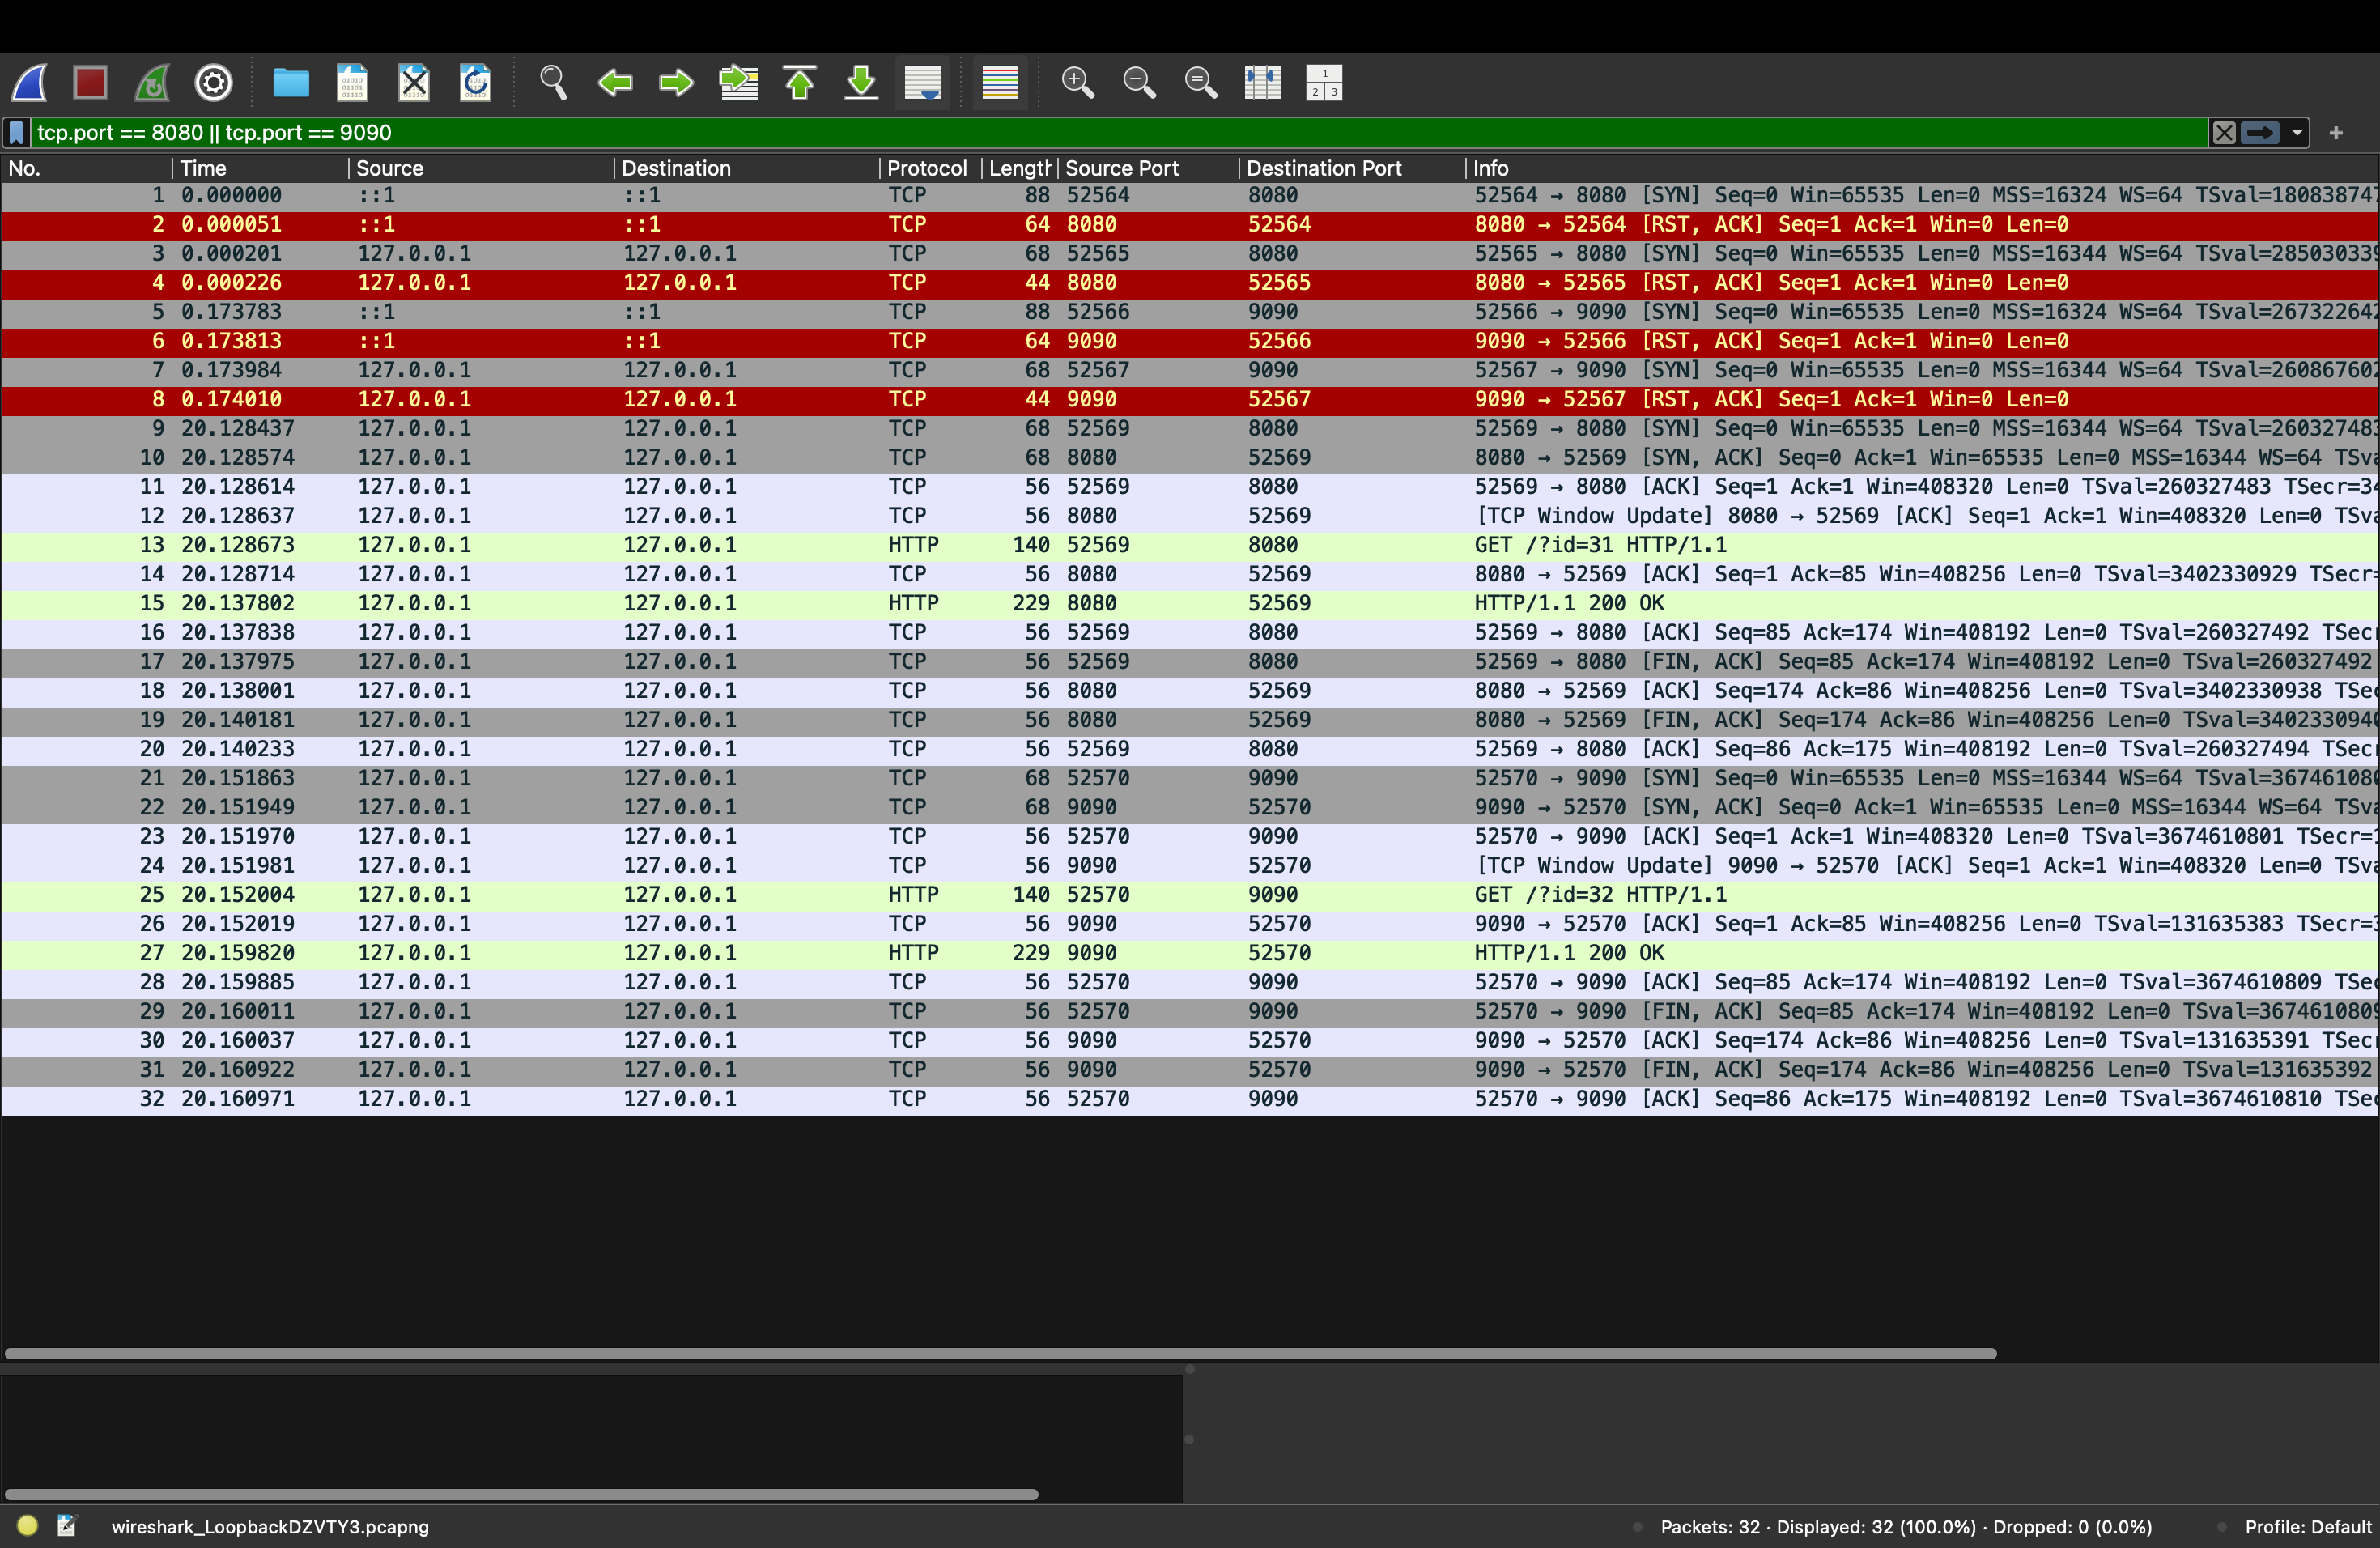 tcp.port == 8080 || tcp.port == 9090
No. Time Source Destination Protocol Length Source Port Destination Port Info
1 0.000000 ::1 ::1 TCP 88 52564 8080 52564 → 8080 [SYN] Seq=0 Win=65535 Len=0 MSS=16324 WS=64 TSval=180838747
2 0.000051 ::1 ::1 TCP 64 8080 52564 8080 → 52564 [RST, ACK] Seq=1 Ack=1 Win=0 Len=0
3 0.000201 127.0.0.1 127.0.0.1 TCP 68 52565 8080 52565 → 8080 [SYN] Seq=0 Win=65535 Len=0 MSS=16344 WS=64 TSval=285030339
4 0.000226 127.0.0.1 127.0.0.1 TCP 44 8080 52565 8080 → 52565 [RST, ACK] Seq=1 Ack=1 Win=0 Len=0
5 0.173783 ::1 ::1 TCP 88 52566 9090 52566 → 9090 [SYN] Seq=0 Win=65535 Len=0 MSS=16324 WS=64 TSval=267322642
6 0.173813 ::1 ::1 TCP 64 9090 52566 9090 → 52566 [RST, ACK] Seq=1 Ack=1 Win=0 Len=0
7 0.173984 127.0.0.1 127.0.0.1 TCP 68 52567 9090 52567 → 9090 [SYN] Seq=0 Win=65535 Len=0 MSS=16344 WS=64 TSval=260867602
8 0.174010 127.0.0.1 127.0.0.1 TCP 44 9090 52567 9090 → 52567 [RST, ACK] Seq=1 Ack=1 Win=0 Len=0
9 20.128437 127.0.0.1 127.0.0.1 TCP 68 52569 8080 52569 → 8080 [SYN] Seq=0 Win=65535 Len=0 MSS=16344 WS=64 TSval=260327483
10 20.128574 127.0.0.1 127.0.0.1 TCP 68 8080 52569 8080 → 52569 [SYN, ACK] Seq=0 Ack=1 Win=65535 Len=0 MSS=16344 WS=64 TSva
11 20.128614 127.0.0.1 127.0.0.1 TCP 56 52569 8080 52569 → 8080 [ACK] Seq=1 Ack=1 Win=408320 Len=0 TSval=260327483 TSecr=34
12 20.128637 127.0.0.1 127.0.0.1 TCP 56 8080 52569 [TCP Window Update] 8080 → 52569 [ACK] Seq=1 Ack=1 Win=408320 Len=0 TSva
13 20.128673 127.0.0.1 127.0.0.1 HTTP 140 52569 8080 GET /?id=31 HTTP/1.1
14 20.128714 127.0.0.1 127.0.0.1 TCP 56 8080 52569 8080 → 52569 [ACK] Seq=1 Ack=85 Win=408256 Len=0 TSval=3402330929 TSecr=
15 20.137802 127.0.0.1 127.0.0.1 HTTP 229 8080 52569 HTTP/1.1 200 OK
16 20.137838 127.0.0.1 127.0.0.1 TCP 56 52569 8080 52569 → 8080 [ACK] Seq=85 Ack=174 Win=408192 Len=0 TSval=260327492 TSecr
17 20.137975 127.0.0.1 127.0.0.1 TCP 56 52569 8080 52569 → 8080 [FIN, ACK] Seq=85 Ack=174 Win=408192 Len=0 TSval=260327492
18 20.138001 127.0.0.1 127.0.0.1 TCP 56 8080 52569 8080 → 52569 [ACK] Seq=174 Ack=86 Win=408256 Len=0 TSval=3402330938 TSec
19 20.140181 127.0.0.1 127.0.0.1 TCP 56 8080 52569 8080 → 52569 [FIN, ACK] Seq=174 Ack=86 Win=408256 Len=0 TSval=3402330940
20 20.140233 127.0.0.1 127.0.0.1 TCP 56 52569 8080 52569 → 8080 [ACK] Seq=86 Ack=175 Win=408192 Len=0 TSval=260327494 TSecr
21 20.151863 127.0.0.1 127.0.0.1 TCP 68 52570 9090 52570 → 9090 [SYN] Seq=0 Win=65535 Len=0 MSS=16344 WS=64 TSval=367461080
22 20.151949 127.0.0.1 127.0.0.1 TCP 68 9090 52570 9090 → 52570 [SYN, ACK] Seq=0 Ack=1 Win=65535 Len=0 MSS=16344 WS=64 TSva
23 20.151970 127.0.0.1 127.0.0.1 TCP 56 52570 9090 52570 → 9090 [ACK] Seq=1 Ack=1 Win=408320 Len=0 TSval=3674610801 TSecr=1
24 20.151981 127.0.0.1 127.0.0.1 TCP 56 9090 52570 [TCP Window Update] 9090 → 52570 [ACK] Seq=1 Ack=1 Win=408320 Len=0 TSva
25 20.152004 127.0.0.1 127.0.0.1 HTTP 140 52570 9090 GET /?id=32 HTTP/1.1
26 20.152019 127.0.0.1 127.0.0.1 TCP 56 9090 52570 9090 → 52570 [ACK] Seq=1 Ack=85 Win=408256 Len=0 TSval=131635383 TSecr=3
27 20.159820 127.0.0.1 127.0.0.1 HTTP 229 9090 52570 HTTP/1.1 200 OK
28 20.159885 127.0.0.1 127.0.0.1 TCP 56 52570 9090 52570 → 9090 [ACK] Seq=85 Ack=174 Win=408192 Len=0 TSval=3674610809 TSec
29 20.160011 127.0.0.1 127.0.0.1 TCP 56 52570 9090 52570 → 9090 [FIN, ACK] Seq=85 Ack=174 Win=408192 Len=0 TSval=3674610809
30 20.160037 127.0.0.1 127.0.0.1 TCP 56 9090 52570 9090 → 52570 [ACK] Seq=174 Ack=86 Win=408256 Len=0 TSval=131635391 TSecr
31 20.160922 127.0.0.1 127.0.0.1 TCP 56 9090 52570 9090 → 52570 [FIN, ACK] Seq=174 Ack=86 Win=408256 Len=0 TSval=131635392
32 20.160971 127.0.0.1 127.0.0.1 TCP 56 52570 9090 52570 → 9090 [ACK] Seq=86 Ack=175 Win=408192 Len=0 TSval=3674610810 TSec
wireshark_LoopbackDZVTY3.pcapng Packets: 32 · Displayed: 32 (100.0%) · Dropped: 0 (0.0%) Profile: Default